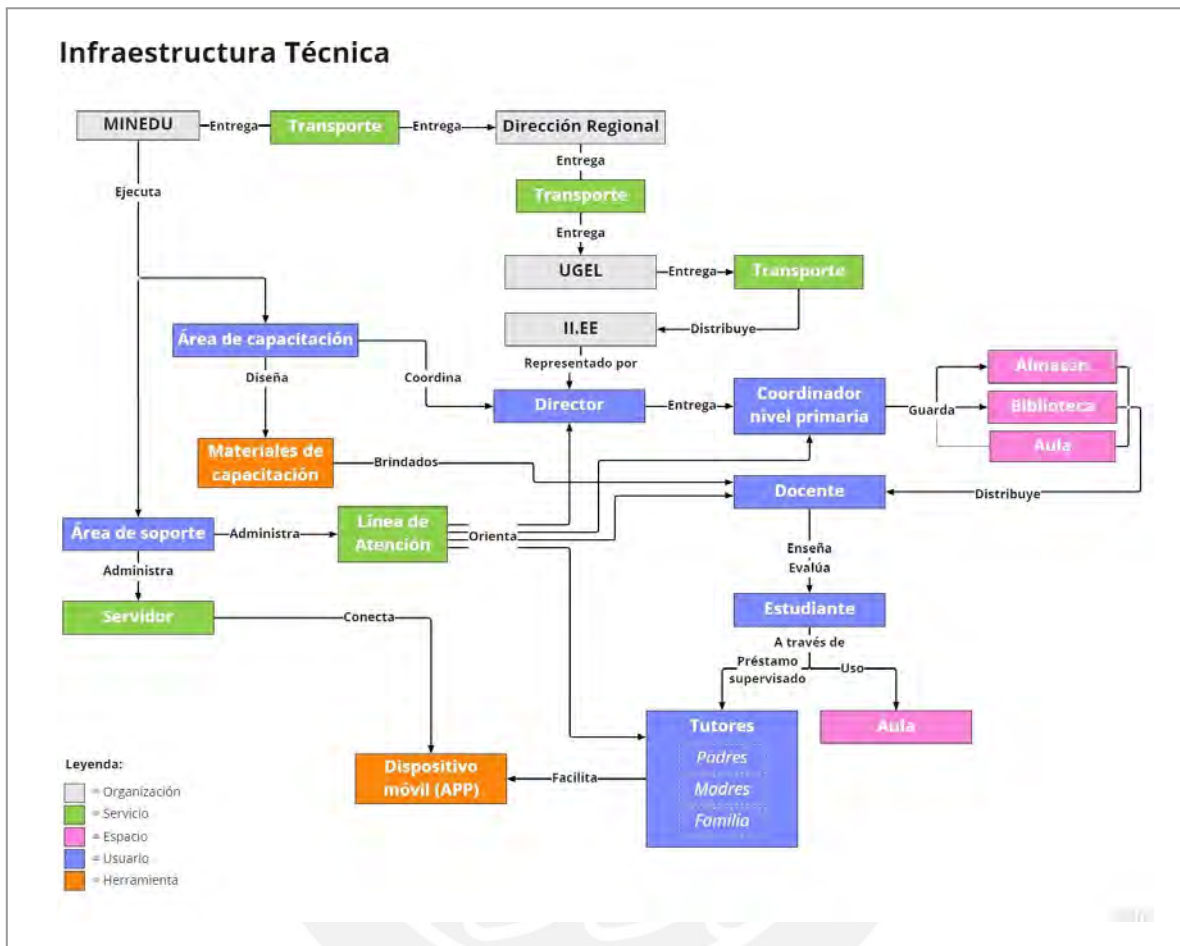 Infraestructura Técnica
MINEDU
Entrega
Transporte
Entrega
Dirección Regional
Entrega
Ejecuta
Transporte
Entrega
UGEL
Entrega
Transporte
II.EE
Distribuye
Área de capacitación
Representado por
Diseña
Coordina
Director
Entrega
Coordinador
nivel primaria
Guarda
Almacén
Biblioteca
Aula
Materiales de
capacitación
Brindados
Docente
Distribuye
Área de soporte
Administra
Línea de
Atención
Orienta
Administra
Enseña
Evalúa
Servidor
Conecta
Estudiante
A través de
Préstamo
supervisado
Uso
Tutores
Padres
Madres
Familia
Aula
Dispositivo
móvil (APP)
Facilita
Leyenda:
= Organización
= Servicio
= Espacio
= Usuario
= Herramienta